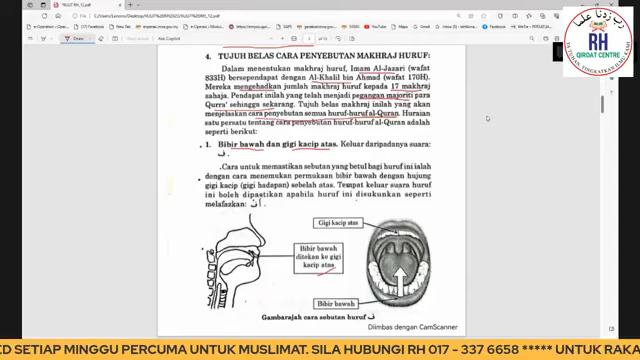 *KULIT RH_12.pdf
4. TUJUH BELAS CARA PENYEBUTAN MAKHRAJ HURUF:
Dalam menentukan makhraj huruf, Imam Al-Jazari (wafat
833H) bersependapat dengan Al-Khalil bin Ahmad (wafat 170H).
Mereka mengehadkan jumlah makhraj huruf kepada 17 makhraj
sahaja. Pendapat inilah yang telah menjadi pegangan majoriti para
Qurra' sehingga sekarang. Tujuh belas makhraj inilah yang akan
menjelaskan cara penyebutan semua huruf-huruf al-Quran. Huraian
satu persatu tentang cara penyebutan huruf-huruf al-Quran adalah
seperti berikut:
1. Bibir bawah dan gigi kacip atas. Keluar daripadanya suara:
ف.
Cara untuk memastikan sebutan yang betul bagi huruf ini ialah
dengan cara menemukan permukaan bibir bawah dengan hujung
gigi kacip (gigi hadapan) sebelah atas. Tempat keluar suara huruf
ini boleh dipastikan apabila huruf ini disukunkan seperti
melafazkan: أَفْ.
Gigi kacip atas
Bibir bawah
ditekan ke gigi
kacip atas
Bibir bawah
Gambarajah cara sebutan huruf ف
Diimbas dengan CamScanner
RH
QIROAT CENTRE
ED SETIAP MINGGU PERCUMA UNTUK MUSLIMAT. SILA HUBUNGI RH 017 - 337 6658 ***** UNTUK RAKA